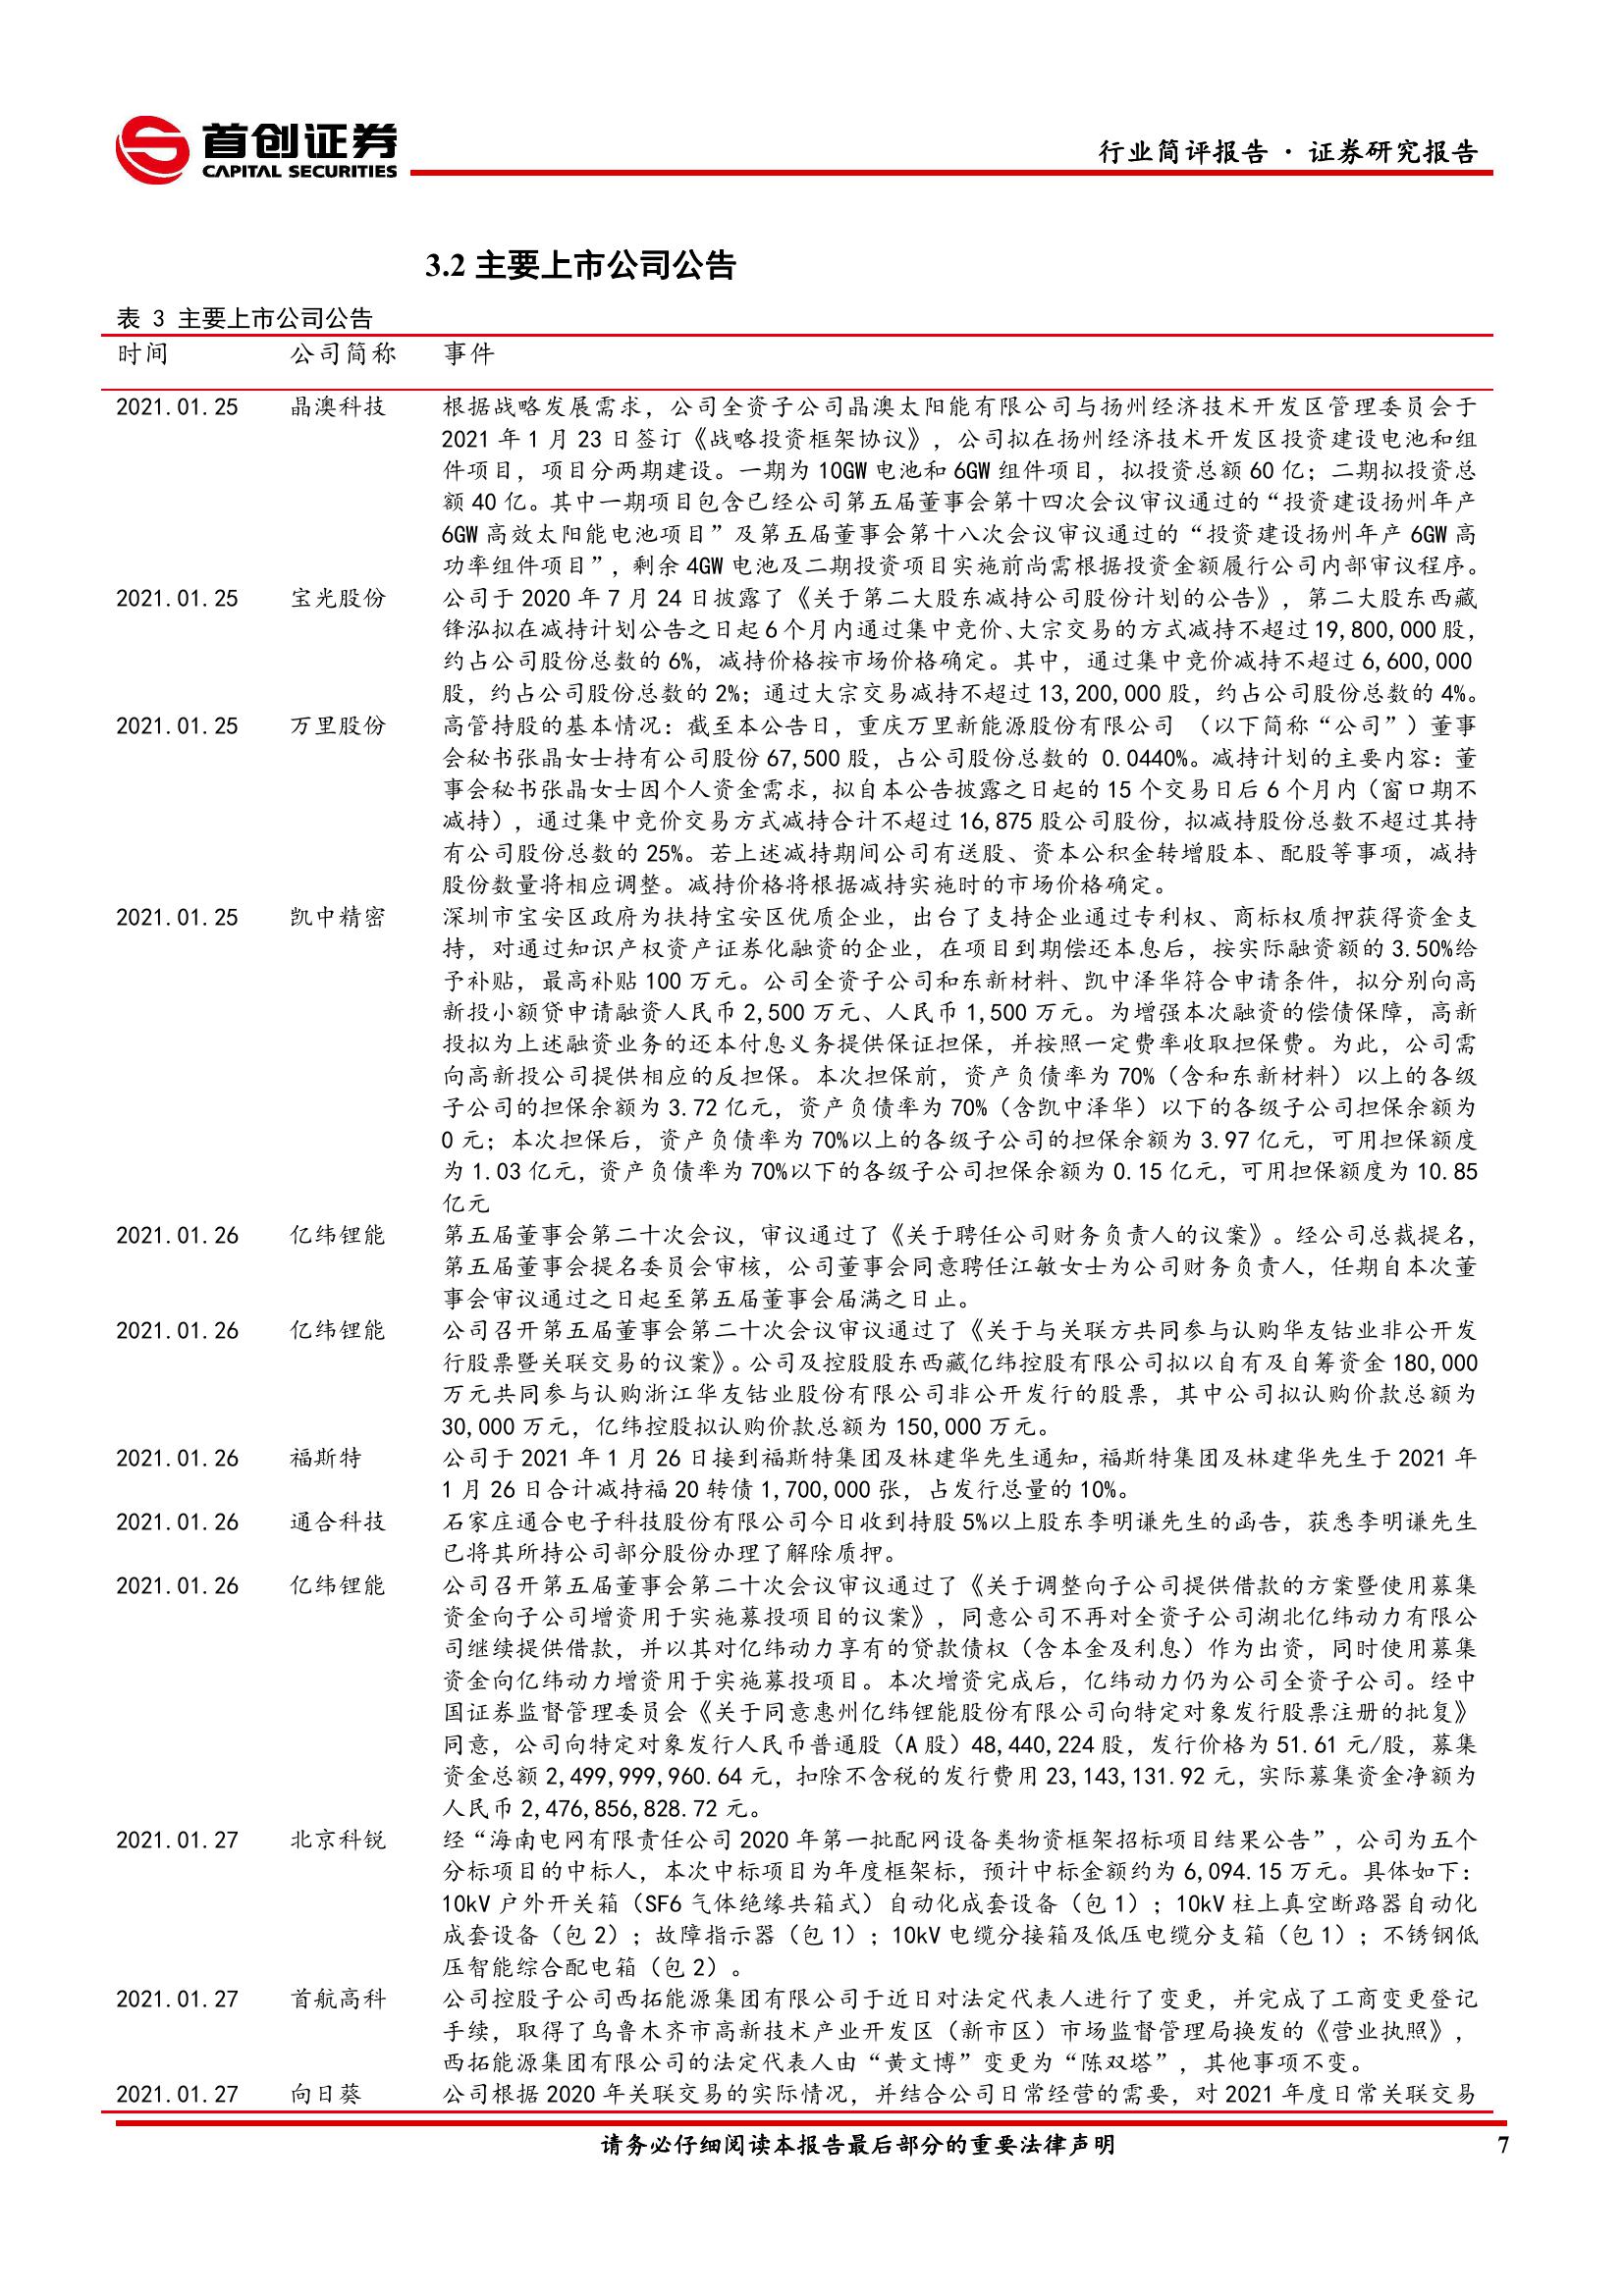 首创证券
CAPITAL SECURITIES
行业简评报告 · 证券研究报告
3.2 主要上市公司公告
表 3 主要上市公司公告
时间 公司简称 事件
2021.01.25 晶澳科技 根据战略发展需求，公司全资子公司晶澳太阳能有限公司与扬州经济技术开发区管理委员会于
2021 年 1 月 23 日签订《战略投资框架协议》，公司拟在扬州经济技术开发区投资建设电池和组
件项目，项目分两期建设。一期为 10GW 电池和 6GW 组件项目，拟投资总额 60 亿；二期拟投资总
额 40 亿。其中一期项目包含已经公司第五届董事会第十四次会议审议通过的“投资建设扬州年产
6GW 高效太阳能电池项目”及第五届董事会第十八次会议审议通过的“投资建设扬州年产 6GW 高
功率组件项目”，剩余 4GW 电池及二期投资项目实施前尚需根据投资金额履行公司内部审议程序。
2021.01.25 宝光股份 公司于 2020 年 7 月 24 日披露了《关于第二大股东减持公司股份计划的公告》，第二大股东西藏
锋泓拟在减持计划公告之日起 6 个月内通过集中竞价、大宗交易的方式减持不超过 19,800,000 股，
约占公司股份总数的 6%，减持价格按市场价格确定。其中，通过集中竞价减持不超过 6,600,000
股，约占公司股份总数的 2%；通过大宗交易减持不超过 13,200,000 股，约占公司股份总数的 4%。
2021.01.25 万里股份 高管持股的基本情况：截至本公告日，重庆万里新能源股份有限公司 （以下简称“公司”）董事
会秘书张晶女士持有公司股份 67,500 股，占公司股份总数的 0.0440%。减持计划的主要内容：董
事会秘书张晶女士因个人资金需求，拟自本公告披露之日起的 15 个交易日后 6 个月内（窗口期不
减持），通过集中竞价交易方式减持合计不超过 16,875 股公司股份，拟减持股份总数不超过其持
有公司股份总数的 25%。若上述减持期间公司有送股、资本公积金转增股本、配股等事项，减持
股份数量将相应调整。减持价格将根据减持实施时的市场价格确定。
2021.01.25 凯中精密 深圳市宝安区政府为扶持宝安区优质企业，出台了支持企业通过专利权、商标权质押获得资金支
持，对通过知识产权资产证券化融资的企业，在项目到期偿还本息后，按实际融资额的 3.50%给
予补贴，最高补贴 100 万元。公司全资子公司和东新材料、凯中泽华符合申请条件，拟分别向高
新投小额贷申请融资人民币 2,500 万元、人民币 1,500 万元。为增强本次融资的偿债保障，高新
投拟为上述融资业务的还本付息义务提供保证担保，并按照一定费率收取担保费。为此，公司需
向高新投公司提供相应的反担保。本次担保前，资产负债率为 70%（含和东新材料）以上的各级
子公司的担保余额为 3.72 亿元，资产负债率为 70%（含凯中泽华）以下的各级子公司担保余额为
0 元；本次担保后，资产负债率为 70%以上的各级子公司的担保余额为 3.97 亿元，可用担保额度
为 1.03 亿元，资产负债率为 70%以下的各级子公司担保余额为 0.15 亿元，可用担保额度为 10.85
亿元
2021.01.26 亿纬锂能 第五届董事会第二十次会议，审议通过了《关于聘任公司财务负责人的议案》。经公司总裁提名，
第五届董事会提名委员会审核，公司董事会同意聘任江敏女士为公司财务负责人，任期自本次董
事会审议通过之日起至第五届董事会届满之日止。
2021.01.26 亿纬锂能 公司召开第五届董事会第二十次会议审议通过了《关于与关联方共同参与认购华友钴业非公开发
行股票暨关联交易的议案》。公司及控股股东西藏亿纬控股有限公司拟以自有及自筹资金 180,000
万元共同参与认购浙江华友钴业股份有限公司非公开发行的股票，其中公司拟认购价款总额为
30,000 万元，亿纬控股拟认购价款总额为 150,000 万元。
2021.01.26 福斯特 公司于 2021 年 1 月 26 日接到福斯特集团及林建华先生通知，福斯特集团及林建华先生于 2021 年
1 月 26 日合计减持福 20 转债 1,700,000 张，占发行总量的 10%。
2021.01.26 通合科技 石家庄通合电子科技股份有限公司今日收到持股 5%以上股东李明谦先生的函告，获悉李明谦先生
已将其所持公司部分股份办理了解除质押。
2021.01.26 亿纬锂能 公司召开第五届董事会第二十次会议审议通过了《关于调整向子公司提供借款的方案暨使用募集
资金向子公司增资用于实施募投项目的议案》，同意公司不再对全资子公司湖北亿纬动力有限公
司继续提供借款，并以其对亿纬动力享有的贷款债权（含本金及利息）作为出资，同时使用募集
资金向亿纬动力增资用于实施募投项目。本次增资完成后，亿纬动力仍为公司全资子公司。经中
国证券监督管理委员会《关于同意惠州亿纬锂能股份有限公司向特定对象发行股票注册的批复》
同意，公司向特定对象发行人民币普通股（A 股）48,440,224 股，发行价格为 51.61 元/股，募集
资金总额 2,499,999,960.64 元，扣除不含税的发行费用 23,143,131.92 元，实际募集资金净额为
人民币 2,476,856,828.72 元。
2021.01.27 北京科锐 经“海南电网有限责任公司 2020 年第一批配网设备类物资框架招标项目结果公告”，公司为五个
分标项目的中标人，本次中标项目为年度框架标，预计中标金额约为 6,094.15 万元。具体如下：
10kV 户外开关箱（SF6 气体绝缘共箱式）自动化成套设备（包 1）；10kV 柱上真空断路器自动化
成套设备（包 2）；故障指示器（包 1）；10kV 电缆分接箱及低压电缆分支箱（包 1）；不锈钢低
压智能综合配电箱（包 2）。
2021.01.27 首航高科 公司控股子公司西拓能源集团有限公司于近日对法定代表人进行了变更，并完成了工商变更登记
手续，取得了乌鲁木齐市高新技术产业开发区（新市区）市场监督管理局换发的《营业执照》，
西拓能源集团有限公司的法定代表人由“黄文博”变更为“陈双塔”，其他事项不变。
2021.01.27 向日葵 公司根据 2020 年关联交易的实际情况，并结合公司日常经营的需要，对 2021 年度日常关联交易
请务必仔细阅读本报告最后部分的重要法律声明 7